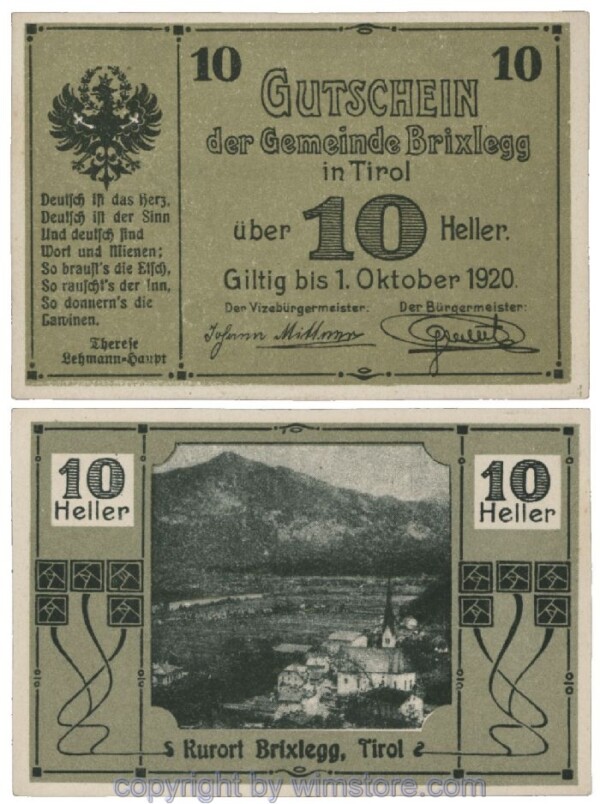 10 10
GUTSCHEIN
der Gemeinde Brixlegg
in Tirol
über 10 Heller.
Giltig bis 1. Oktober 1920.
Der Vizebürgermeister: Der Bürgermeister:
Johann Mittner
Deutsch ist das Herz,
Deutsch ist der Sinn
Und deutsch sind
Wort und Mienen;
So braust's die Etsch,
So rauscht's der Inn,
So donnern's die
Lawinen.
Therese
Lehmann-Haupt
10
Heller
10
Heller
Kurort Brixlegg, Tirol
copyright by wimstore.com